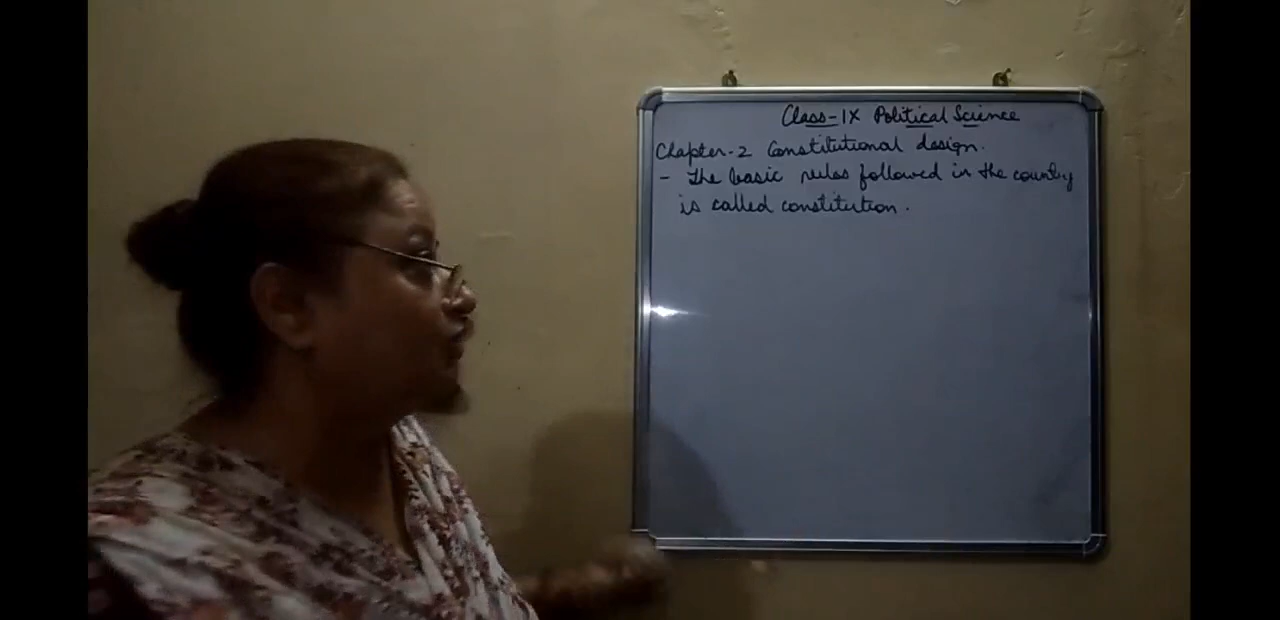 Class-IX Political Science
Chapter-2 Constitutional design.
- The basic rules followed in the country
is called constitution.